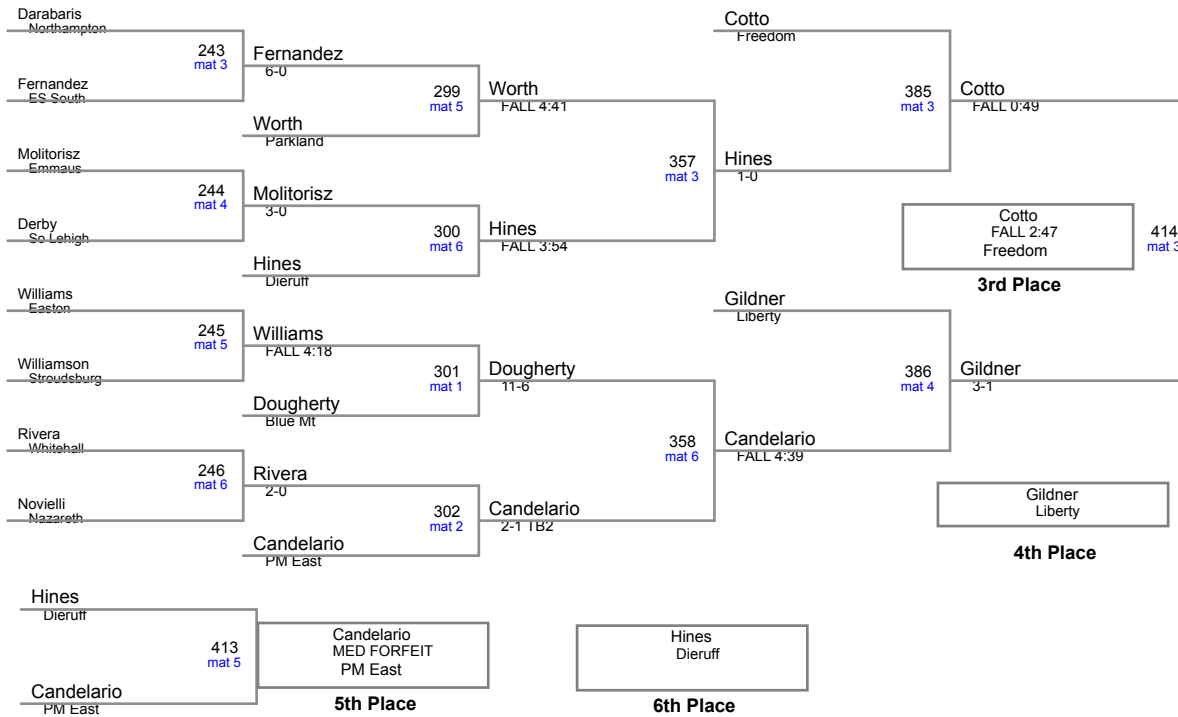 Darabaris
Northampton
243
mat 3
Fernandez
ES South
Fernandez
6-0
299
mat 5
Worth
Parkland
Worth
FALL 4:41
Molitorisz
Emmaus
244
mat 4
Derby
So Lehigh
Molitorisz
3-0
300
mat 6
Hines
Dieruff
Hines
FALL 3:54
357
mat 3
Hines
1-0
Cotto
Freedom
385
mat 3
Cotto
FALL 0:49
Cotto
FALL 2:47
Freedom
414
mat 3
3rd Place
Williams
Easton
245
mat 5
Williamson
Stroudsburg
Williams
FALL 4:18
301
mat 1
Dougherty
Blue Mt
Dougherty
11-6
Rivera
Whitehall
246
mat 6
Novielli
Nazareth
Rivera
2-0
302
mat 2
Candelario
PM East
Candelario
2-1 TB2
358
mat 6
Candelario
FALL 4:39
Gildner
Liberty
386
mat 4
Gildner
3-1
Gildner
Liberty
4th Place
Hines
Dieruff
413
mat 5
Candelario
PM East
Candelario
MED FORFEIT
PM East
5th Place
Hines
Dieruff
6th Place